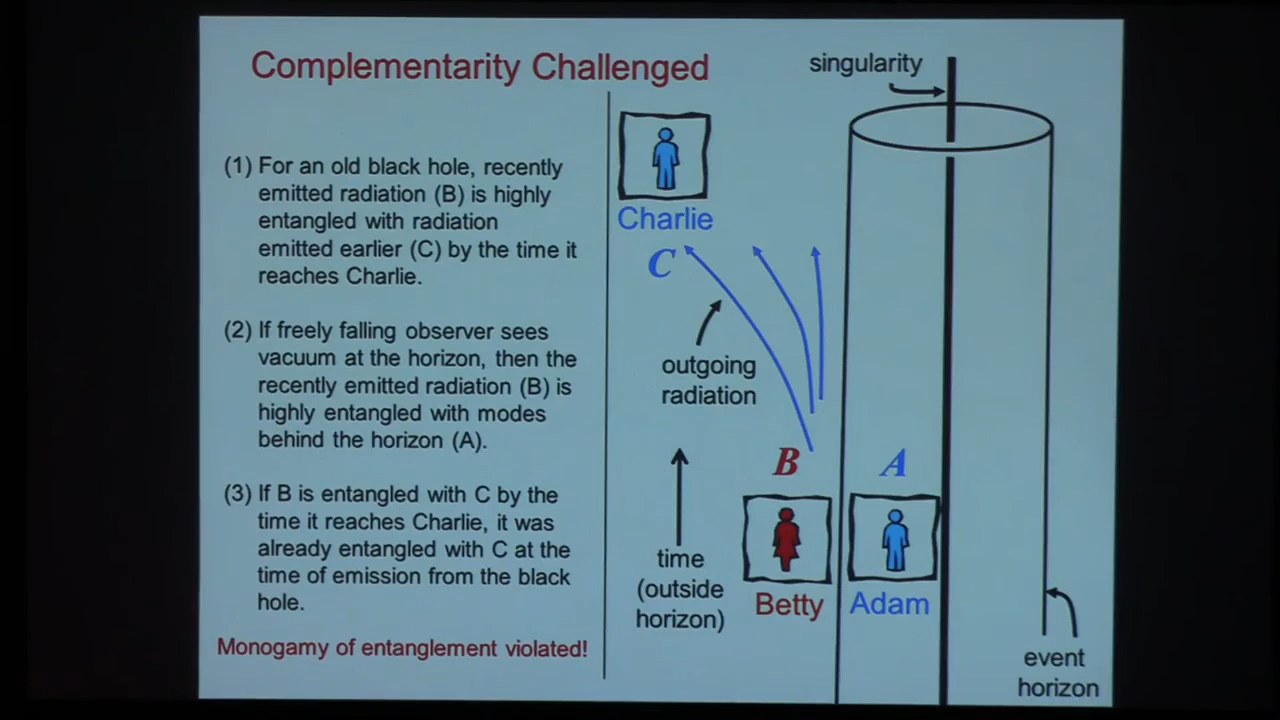 Complementarity Challenged
(1) For an old black hole, recently
emitted radiation (B) is highly
entangled with radiation
emitted earlier (C) by the time it
reaches Charlie.
(2) If freely falling observer sees
vacuum at the horizon, then the
recently emitted radiation (B) is
highly entangled with modes
behind the horizon (A).
(3) If B is entangled with C by the
time it reaches Charlie, it was
already entangled with C at the
time of emission from the black
hole.
Monogamy of entanglement violated!
singularity
Charlie
C
outgoing
radiation
B
A
time
(outside
horizon)
Betty
Adam
event
horizon